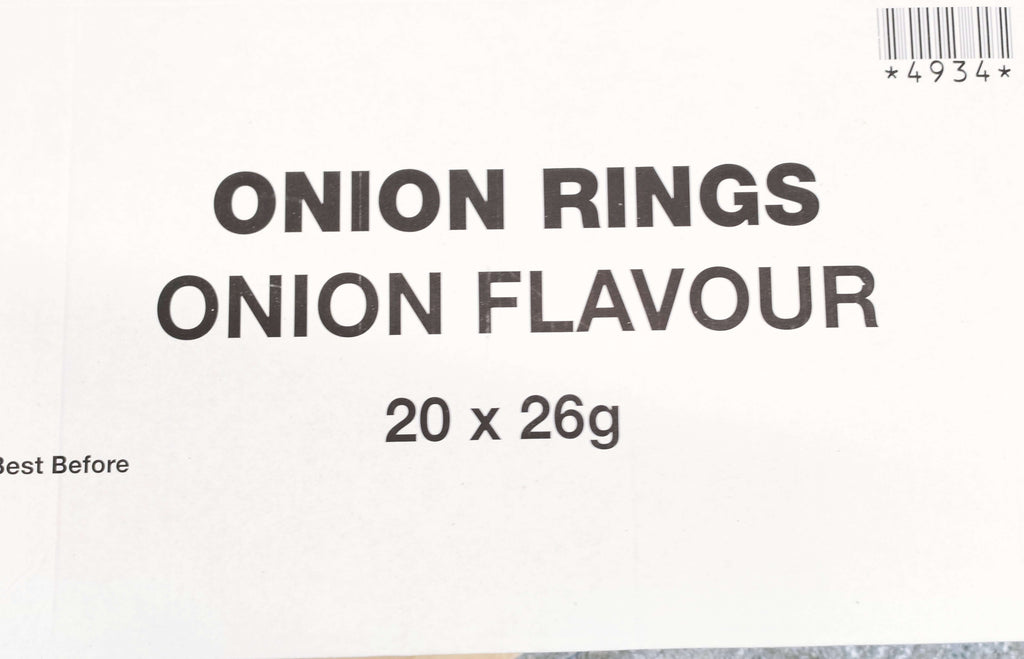 *4934*
ONION RINGS
ONION FLAVOUR
20 x 26g
Best Before